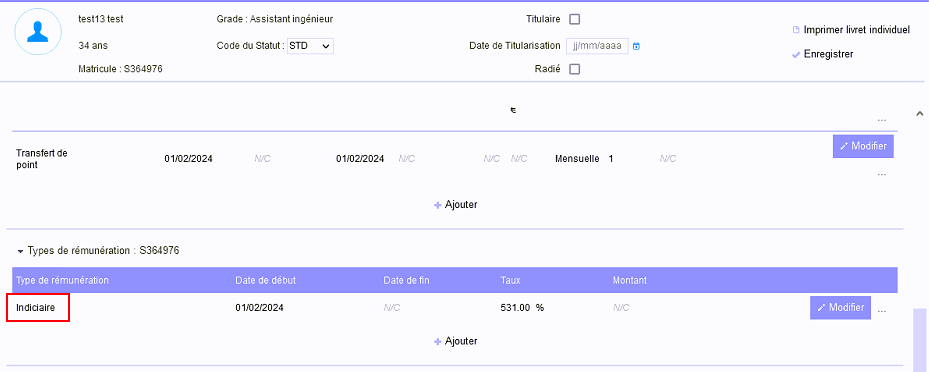 test13 test
Grade : Assistant ingénieur
Titulaire
Imprimer livret individuel
34 ans
Code du Statut : STD
Date de Titularisation jj/mm/aaaa
Enregistrer
Matricule : S364976
Radié
...
Transfert de point 01/02/2024 N/C 01/02/2024 N/C N/C N/C Mensuelle 1 N/C
Modifier
...
Ajouter
Types de rémunération : S364976
Type de rémunération Date de début Date de fin Taux Montant
Indiciaire 01/02/2024 N/C 531.00 % N/C Modifier ...
Ajouter